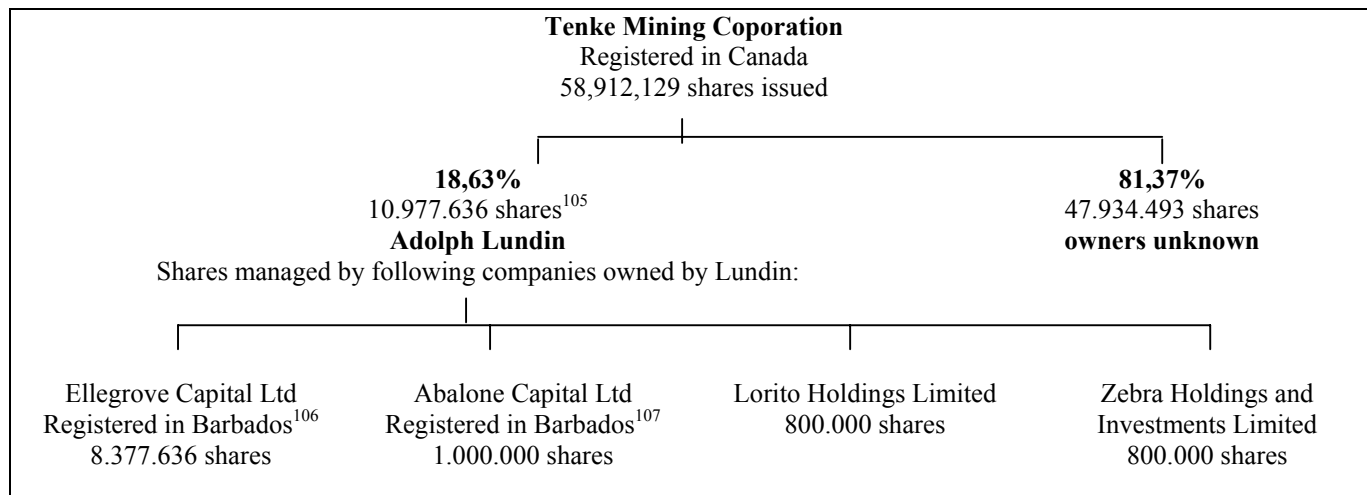 Tenke Mining Coporation
Registered in Canada
58,912,129 shares issued
18,63%
10.977.636 shares105
Adolph Lundin
Shares managed by following companies owned by Lundin:
81,37%
47.934.493 shares
owners unknown
Ellegrove Capital Ltd
Registered in Barbados106
8.377.636 shares
Abalone Capital Ltd
Registered in Barbados107
1.000.000 shares
Lorito Holdings Limited
800.000 shares
Zebra Holdings and
Investments Limited
800.000 shares